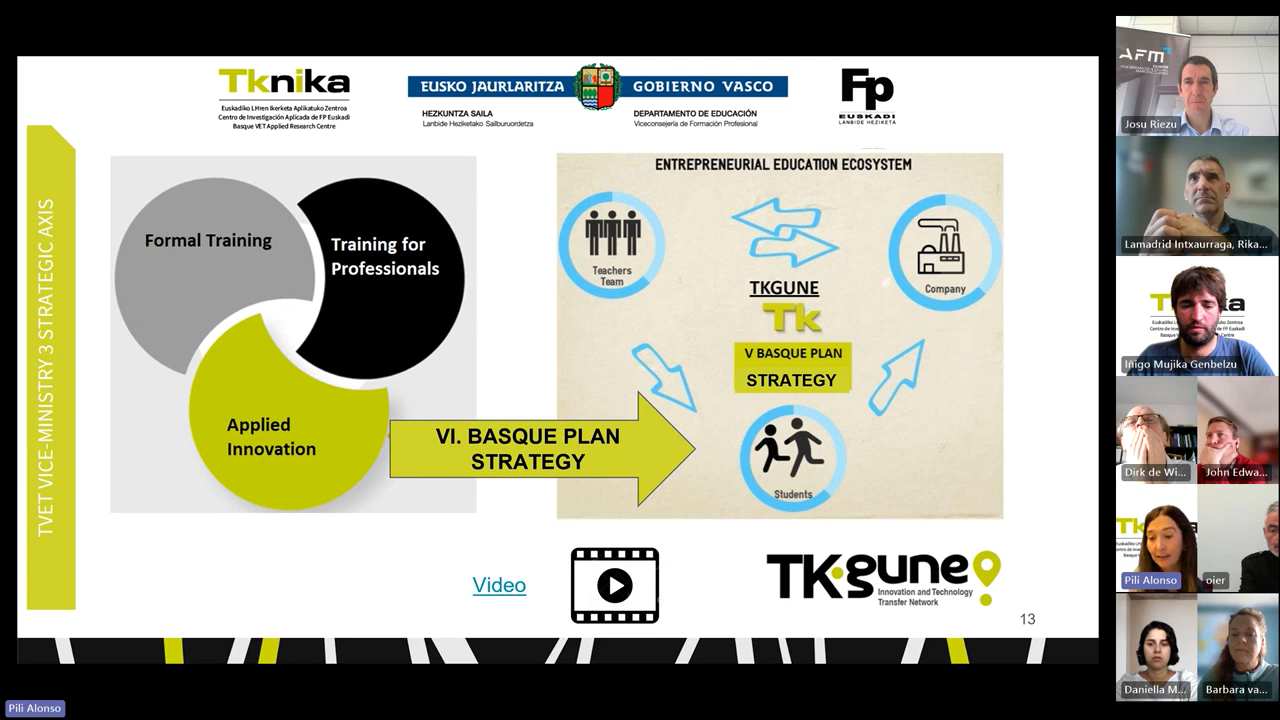 Tknika
Euskadiko LHren Ikerketa Aplikatuko Zentroa
Centro de Investigación Aplicada de FP Euskadi
Basque VET Applied Research Centre
EUSKO JAURLARITZA
GOBIERNO VASCO
HEZKUNTZA SAILA
Lanbide Heziketako Sailburuordetza
DEPARTAMENTO DE EDUCACIÓN
Viceconsejería de Formación Profesional
Fp
EUSKADI
LANBIDE HEZIKETA
TVET VICE-MINISTRY 3 STRATEGIC AXIS
Formal Training
Training for
Professionals
Applied
Innovation
VI. BASQUE PLAN
STRATEGY
ENTREPRENEURIAL EDUCATION ECOSYSTEM
Teachers
Team
Company
TKGUNE
Tk
V BASQUE PLAN
STRATEGY
Students
Video
TKgune
Innovation and Technology
Transfer Network
13
AFM
Josu Riezu
Lamadrid Intxaurraga, Rika...
Iñigo Mujika Genbelzu
Dirk de Wi...
John Edwa...
Pili Alonso
oier
Daniella M...
Barbara va...
Pili Alonso